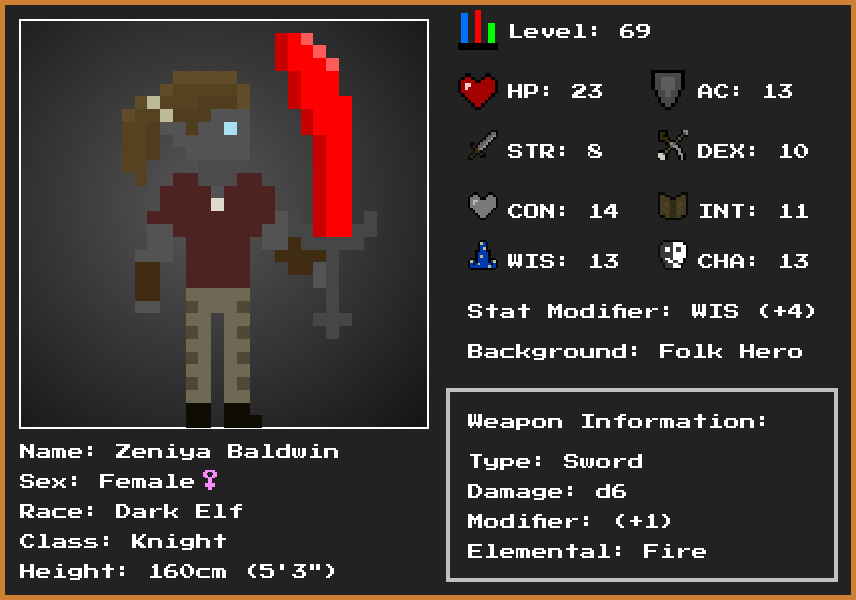 Level: 69
HP: 23 AC: 13
STR: 8 DEX: 10
CON: 14 INT: 11
WIS: 13 CHA: 13
Stat Modifier: WIS (+4)
Background: Folk Hero
Weapon Information:
Type: Sword
Damage: d6
Modifier: (+1)
Elemental: Fire
Name: Zeniya Baldwin
Sex: Female♀
Race: Dark Elf
Class: Knight
Height: 160cm (5'3")